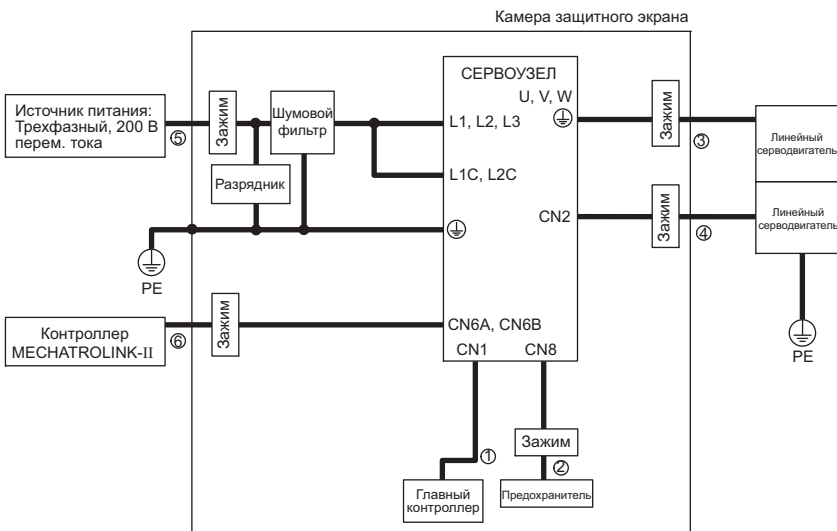 Камера защитного экрана
СЕРВОУЗЕЛ
U, V, W
Источник питания:
Трехфазный, 200 В
перем. тока
⑤
Зажим
Шумовой
фильтр
L1, L2, L3
Зажим
③
Линейный
серводвигатель
Разрядник
L1C, L2C
CN2
Зажим
④
Линейный
серводвигатель
PE
Контроллер
MECHATROLINK-II
⑥
Зажим
CN6A, CN6B
CN1
CN8
PE
Зажим
①
②
Главный
контроллер
Предохранитель